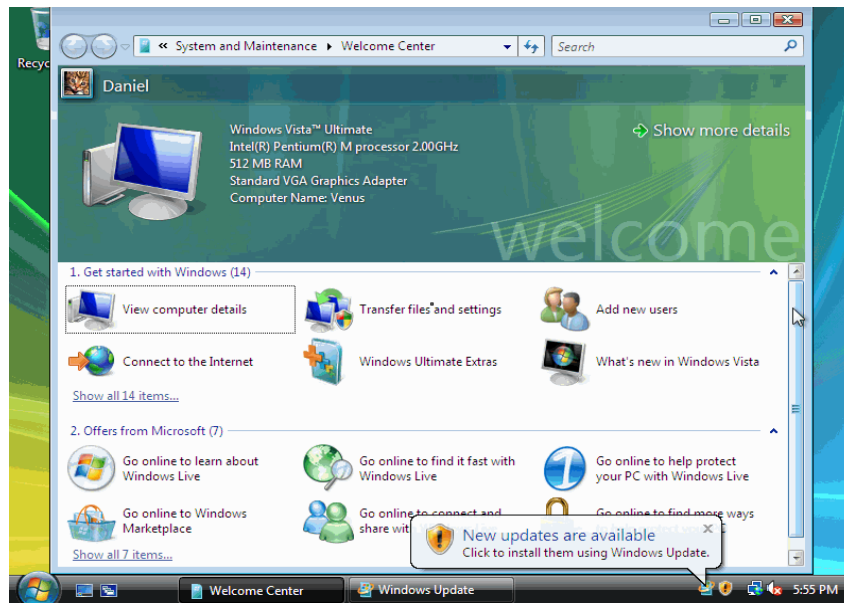 Recyc
« System and Maintenance ▸ Welcome Center
Search
Daniel
Windows Vista™ Ultimate
Intel(R) Pentium(R) M processor 2.00GHz
512 MB RAM
Standard VGA Graphics Adapter
Computer Name: Venus
Show more details
welcome
1. Get started with Windows (14)
View computer details
Transfer files and settings
Add new users
Connect to the Internet
Windows Ultimate Extras
What's new in Windows Vista
Show all 14 items...
2. Offers from Microsoft (7)
Go online to learn about
Windows Live
Go online to find it fast with
Windows Live
Go online to help protect
your PC with Windows Live
Go online to Windows
Marketplace
Go online to connect and
share with
Go online to find more ways
Show all 7 items...
New updates are available
Click to install them using Windows Update.
Welcome Center
Windows Update
5:55 PM